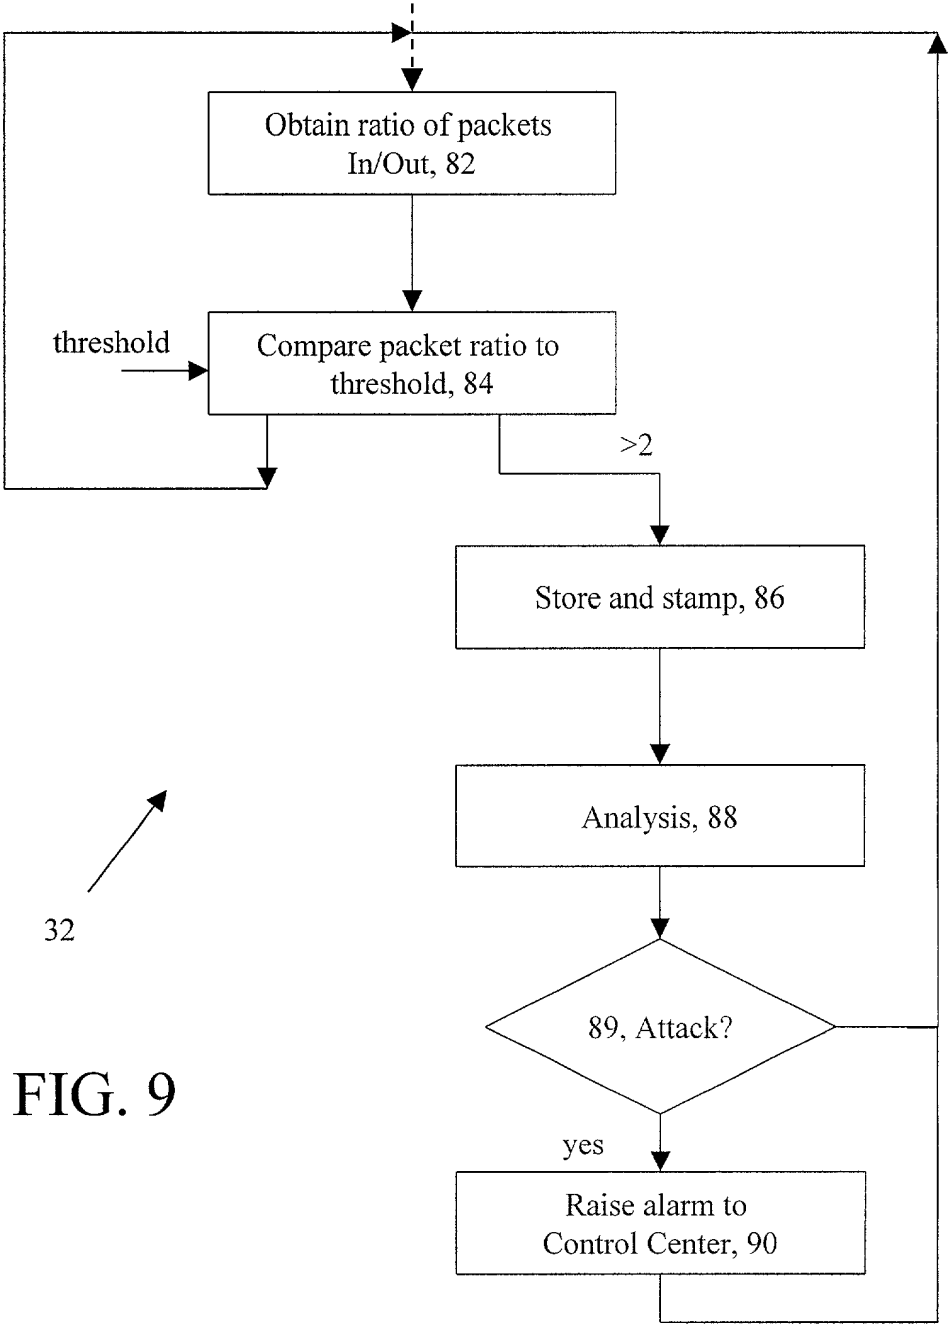 Obtain ratio of packets
In/Out, 82
threshold
Compare packet ratio to
threshold, 84
>2
Store and stamp, 86
Analysis, 88
32
89, Attack?
FIG. 9
yes
Raise alarm to
Control Center, 90